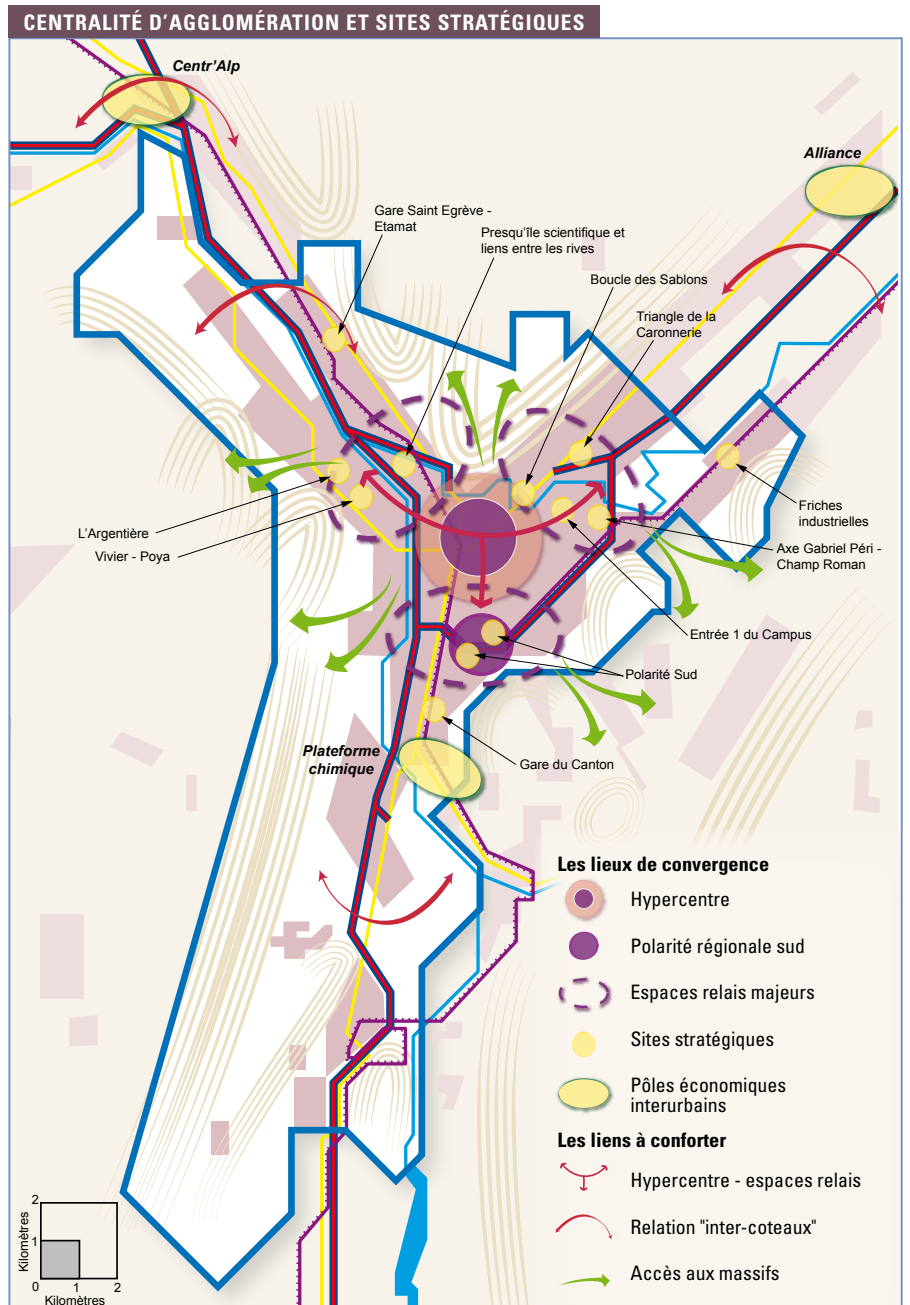 CENTRALITÉ D'AGGLOMÉRATION ET SITES STRATÉGIQUES
Centr'Alp
Alliance
Gare Saint Egrève -
Etamat
Presqu'île scientifique et
liens entre les rives
Boucle des Sablons
Triangle de la
Caronnerie
L'Argentière
Vivier - Poya
Friches
industrielles
Axe Gabriel Péri -
Champ Roman
Entrée 1 du Campus
Polarité Sud
Gare du Canton
Plateforme
chimique
Les lieux de convergence
Hypercentre
Polarité régionale sud
Espaces relais majeurs
Sites stratégiques
Pôles économiques
interurbains
Les liens à conforter
Hypercentre - espaces relais
Relation "inter-coteaux"
Accès aux massifs
Kilomètres
2
1
0
1
2
Kilomètres